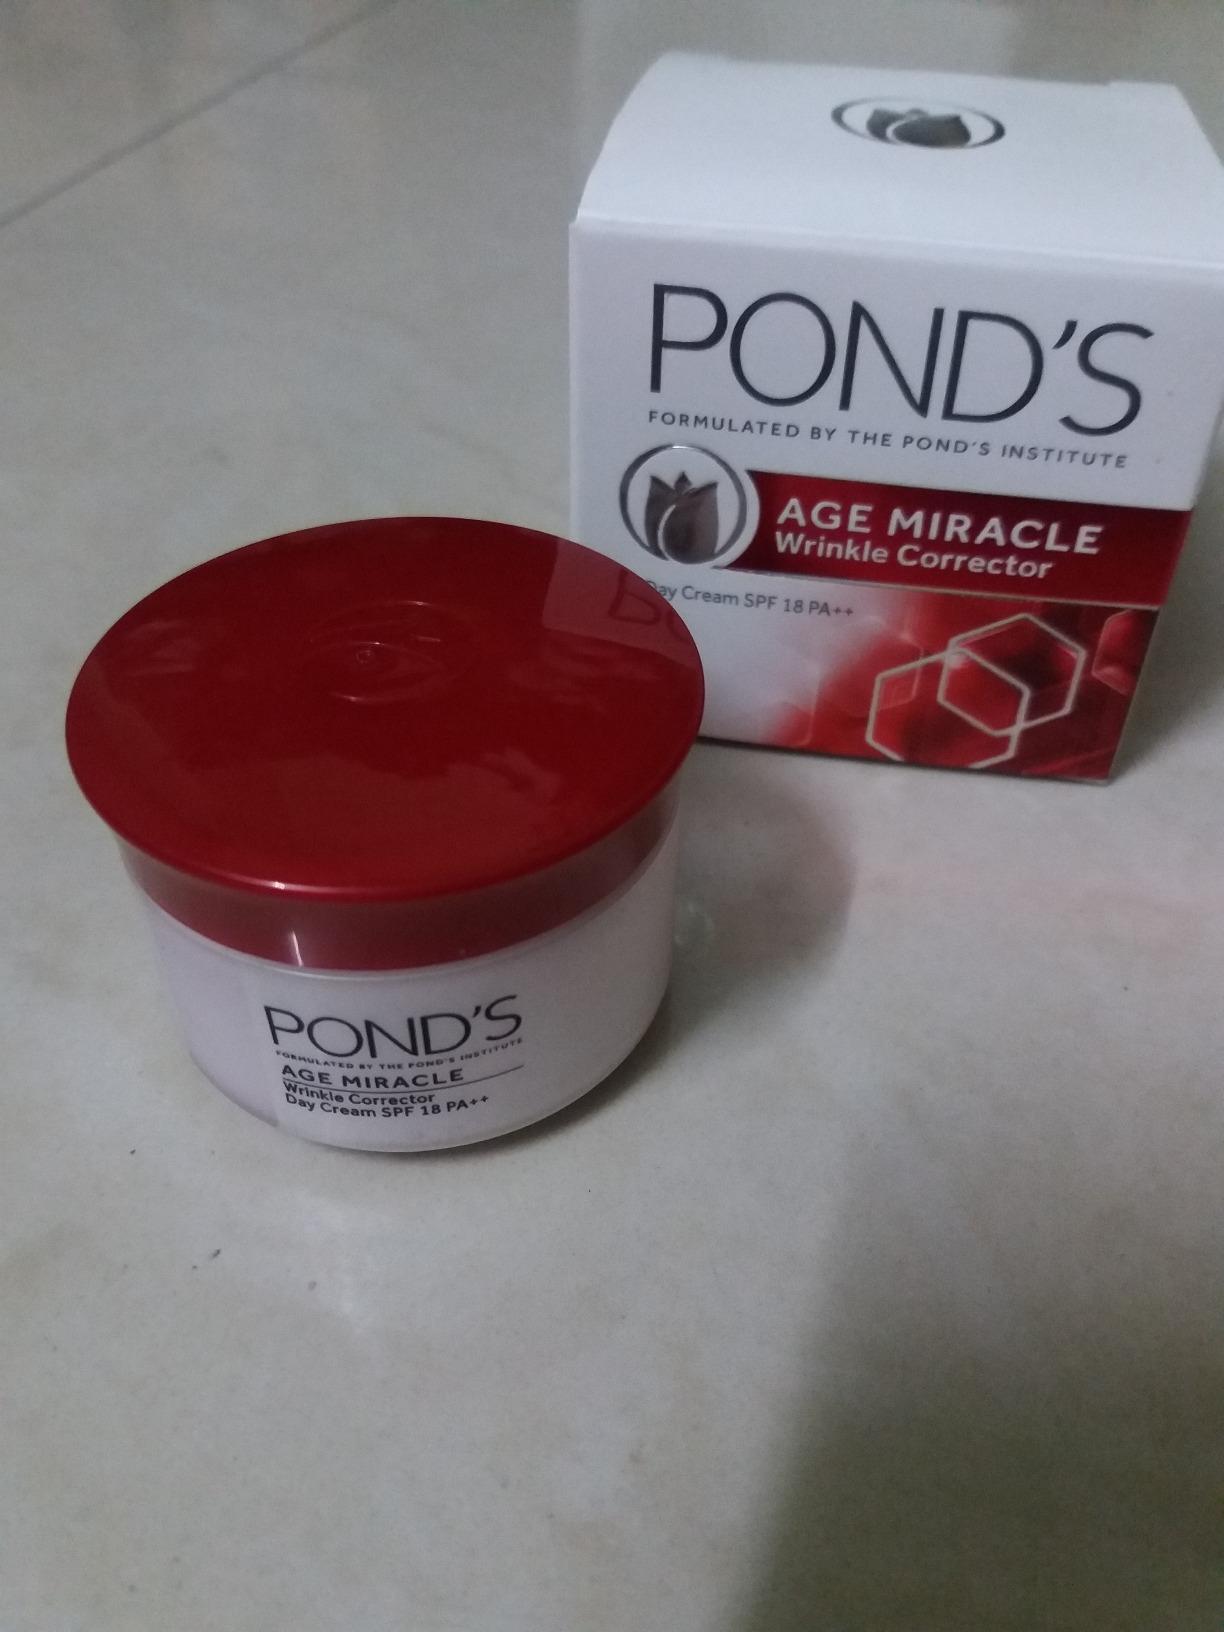 POND'S
FORMULATED BY THE POND'S INSTITUTE
AGE MIRACLE
Wrinkle Corrector
Day Cream SPF 18 PA++
POND'S
FORMULATED BY THE POND'S INSTITUTE
AGE MIRACLE
Wrinkle Corrector
Day Cream SPF 18 PA++